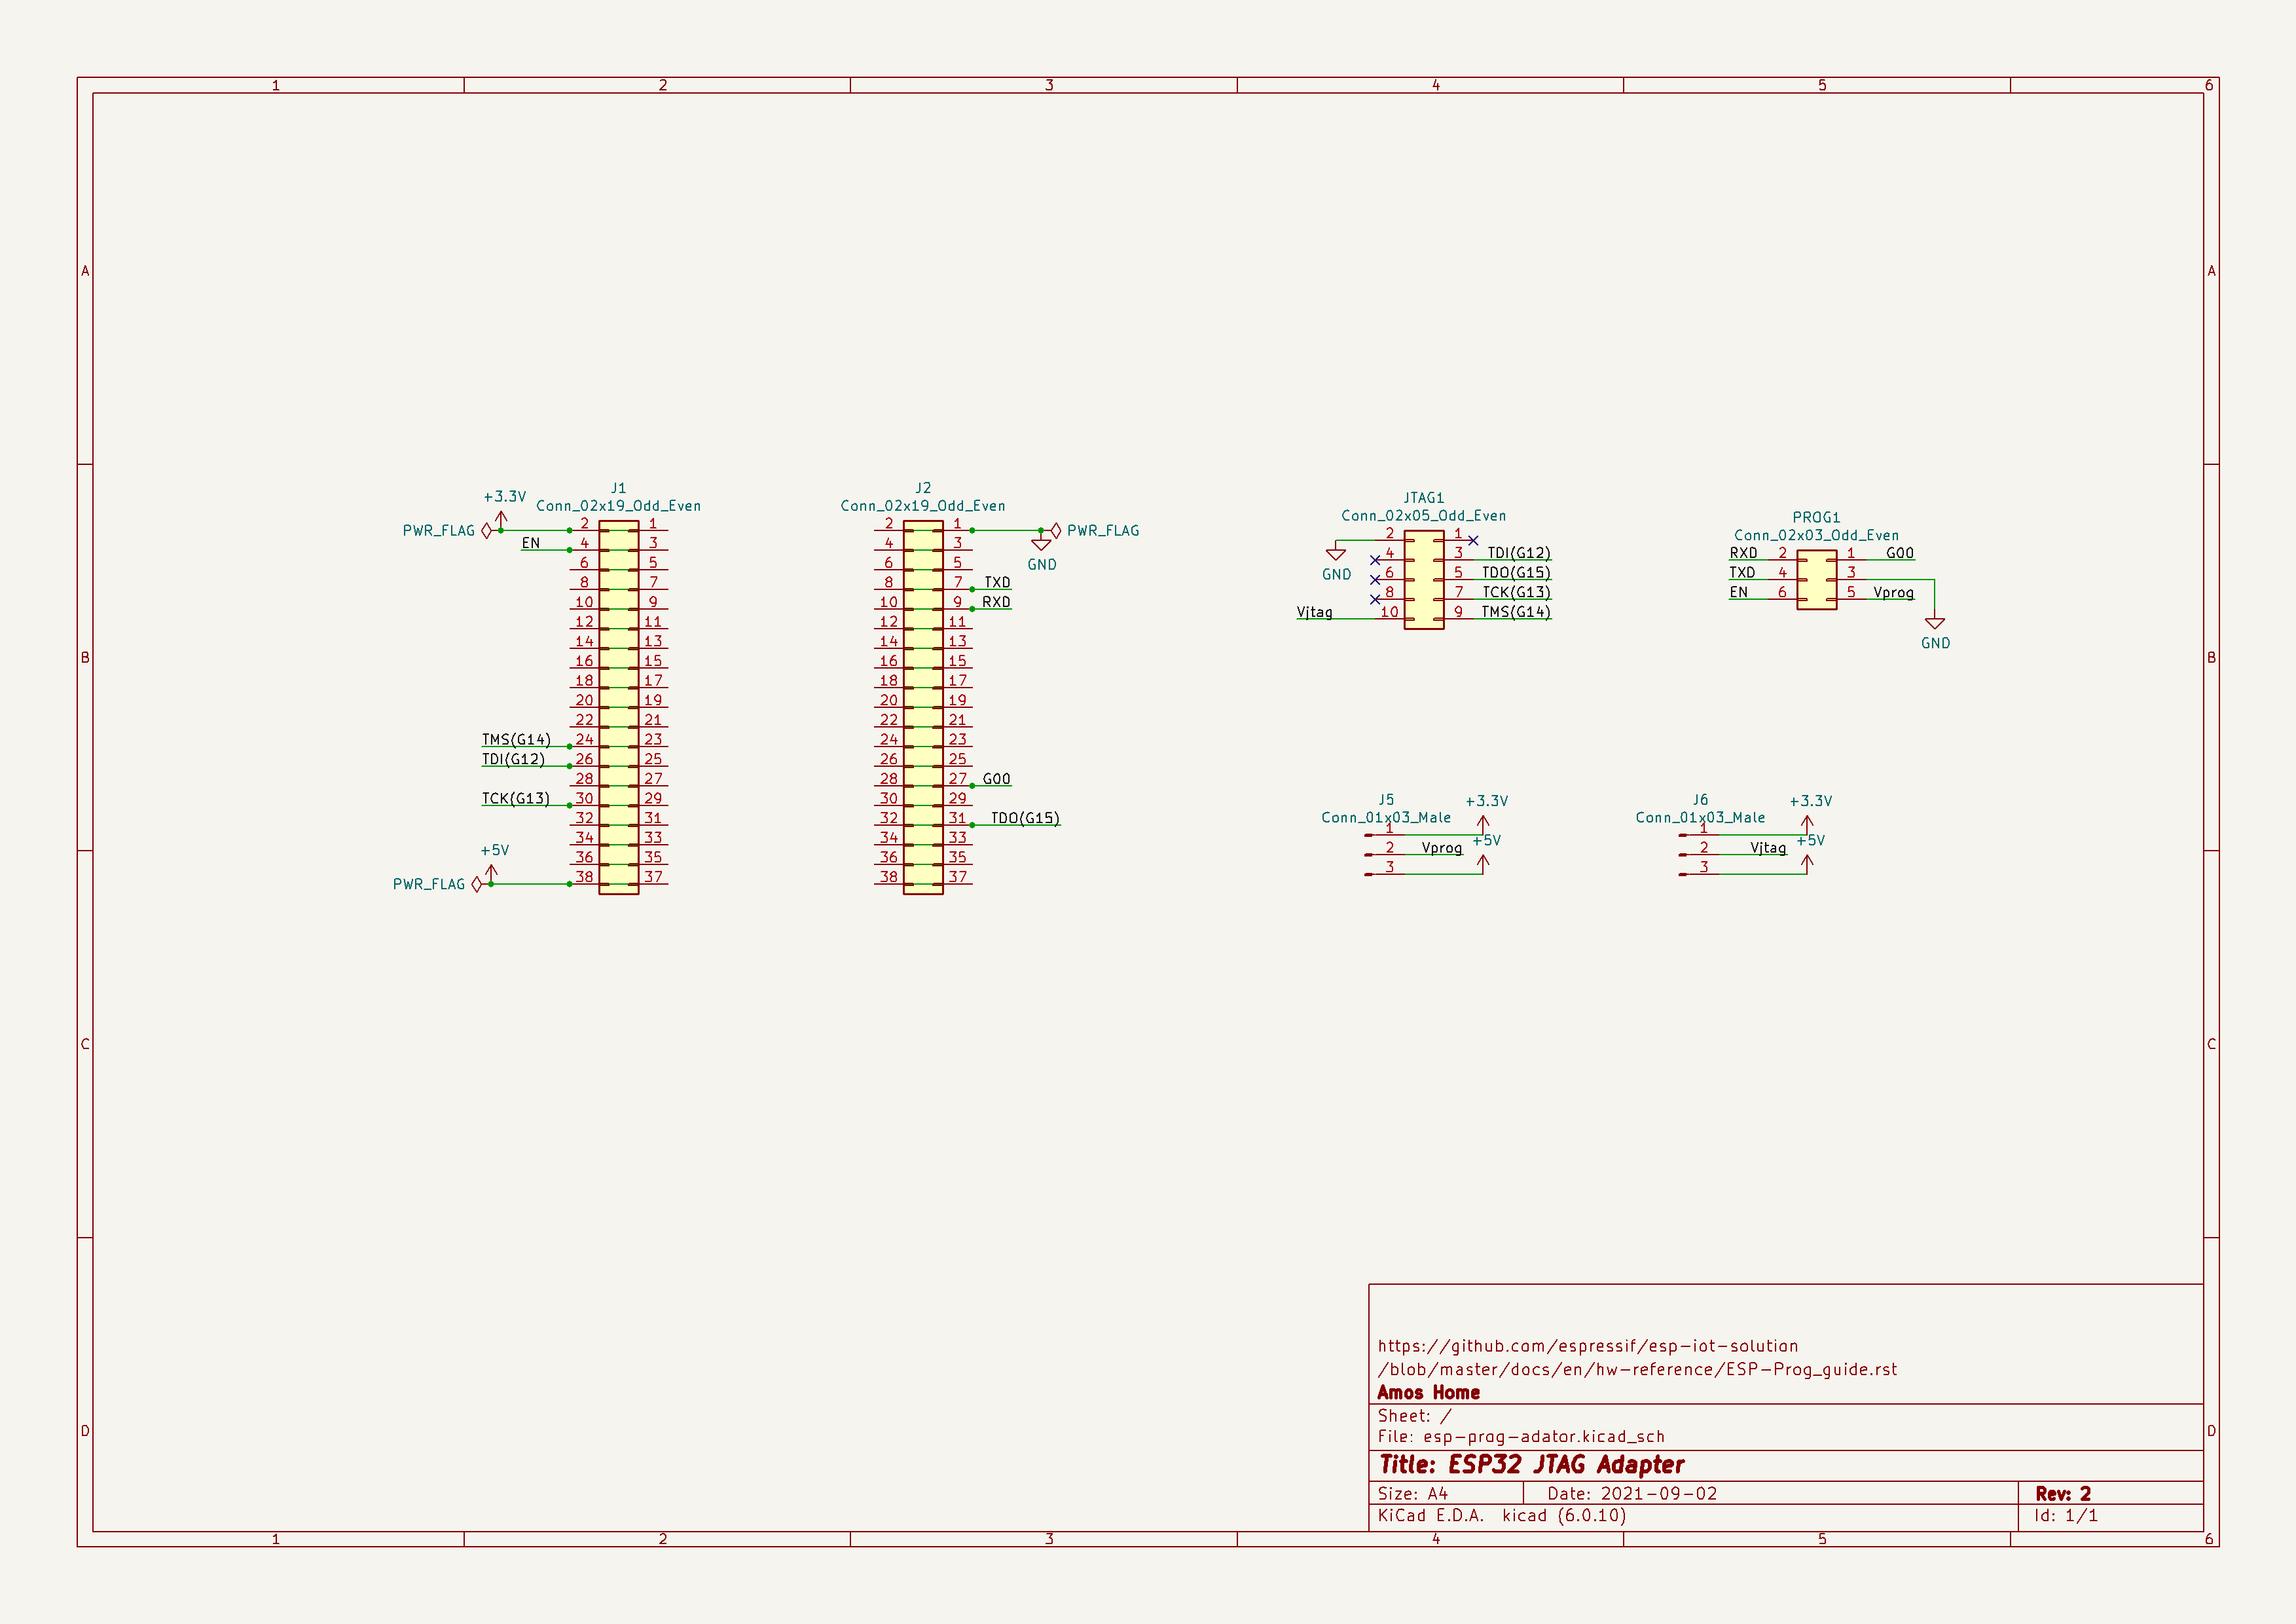 1 2 3 4 5 6
A A
B B
C C
D D
J1
Conn_02x19_Odd_Even
+3.3V
PWR_FLAG
EN
TMS(G14)
TDI(G12)
TCK(G13)
+5V
PWR_FLAG
2 1
4 3
6 5
8 7
10 9
12 11
14 13
16 15
18 17
20 19
22 21
24 23
26 25
28 27
30 29
32 31
34 33
36 35
38 37
J2
Conn_02x19_Odd_Even
2 1
4 3
6 5
8 7
10 9
12 11
14 13
16 15
18 17
20 19
22 21
24 23
26 25
28 27
30 29
32 31
34 33
36 35
38 37
PWR_FLAG
GND
TXD
RXD
GO0
TDO(G15)
JTAG1
Conn_02x05_Odd_Even
2 1
4 3 TDI(G12)
6 5 TDO(G15)
8 7 TCK(G13)
Vjtag 10 9 TMS(G14)
GND
PROG1
Conn_02x03_Odd_Even
RXD 2 1 GO0
TXD 4 3
EN 6 5 Vprog
GND
J5
Conn_01x03_Male
1 +3.3V
2 Vprog
3 +5V
J6
Conn_01x03_Male
1 +3.3V
2 Vjtag
3 +5V
https://github.com/espressif/esp-iot-solution
/blob/master/docs/en/hw-reference/ESP-Prog_guide.rst
Amos Home
Sheet: /
File: esp-prog-adator.kicad_sch
Title: ESP32 JTAG Adapter
Size: A4 Date: 2021-09-02 Rev: 2
KiCad E.D.A. kicad (6.0.10) Id: 1/1
1 2 3 4 5 6